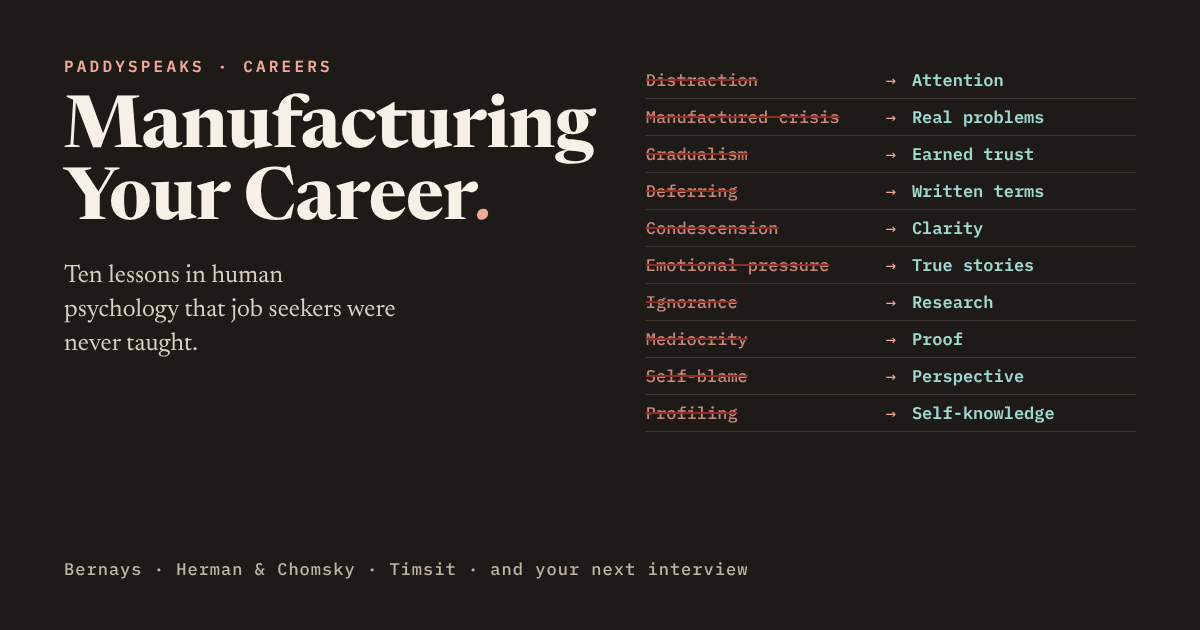 PADDYSPEAKS · CAREERS
Manufacturing
Your Career.
Ten lessons in human
psychology that job seekers were
never taught.
Distraction → Attention
Manufactured crisis → Real problems
Gradualism → Earned trust
Deferring → Written terms
Condescension → Clarity
Emotional pressure → True stories
Ignorance → Research
Mediocrity → Proof
Self-blame → Perspective
Profiling → Self-knowledge
Bernays · Herman & Chomsky · Timsit · and your next interview